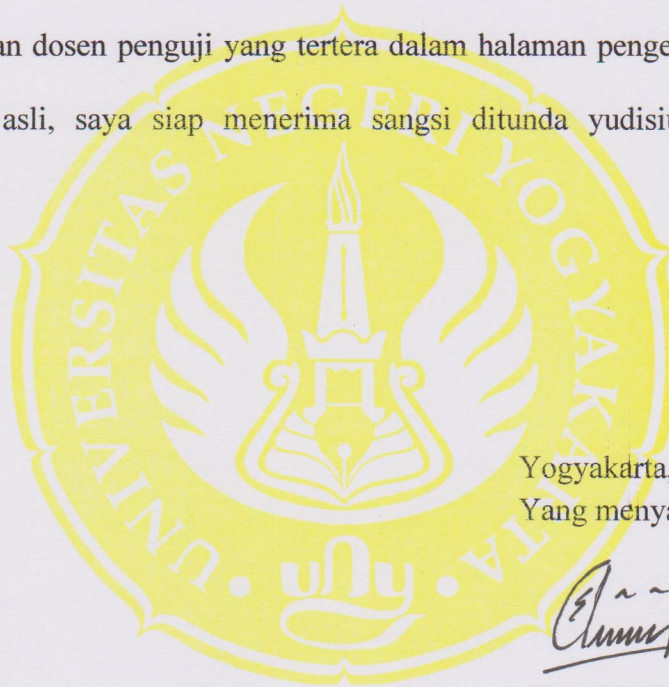 an dosen penguji yang tertera dalam halaman penge
asli, saya siap menerima sangsi ditunda yudisiu
UNIVERSITAS NEGERI YOGYAKARTA
Yogyakarta,
Yang menya
uny